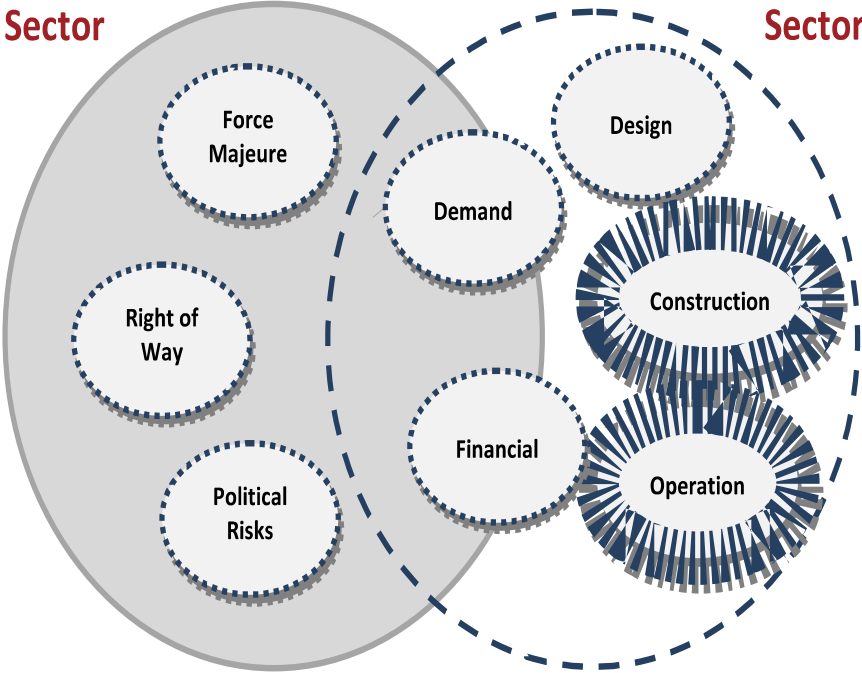 Sector
Sector
Force
Majeure
Design
Demand
Construction
Right of
Way
Financial
Operation
Political
Risks